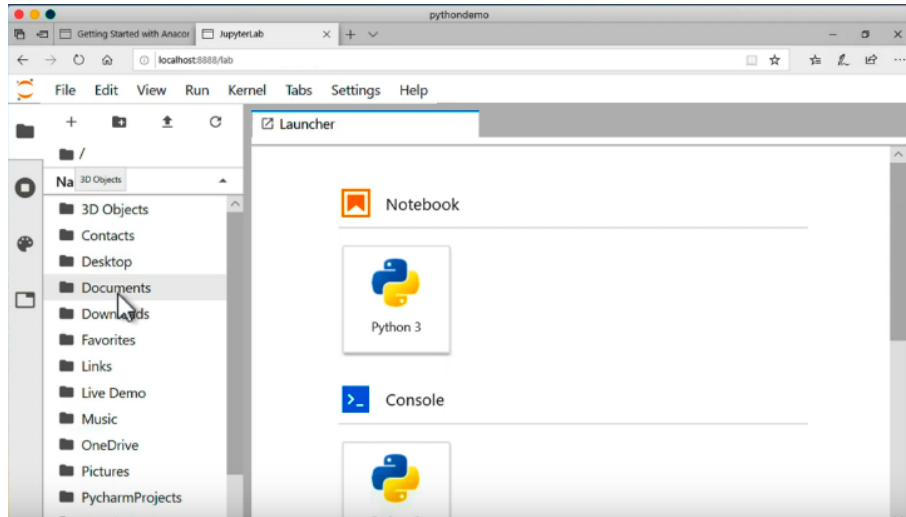 pythondemo
Getting Started with Anacor
JupyterLab
localhost:8888/lab
File Edit View Run Kernel Tabs Settings Help
Launcher
/
Na
3D Objects
3D Objects
Contacts
Desktop
Documents
Downloads
Favorites
Links
Live Demo
Music
OneDrive
Pictures
PycharmProjects
Notebook
Python 3
Console